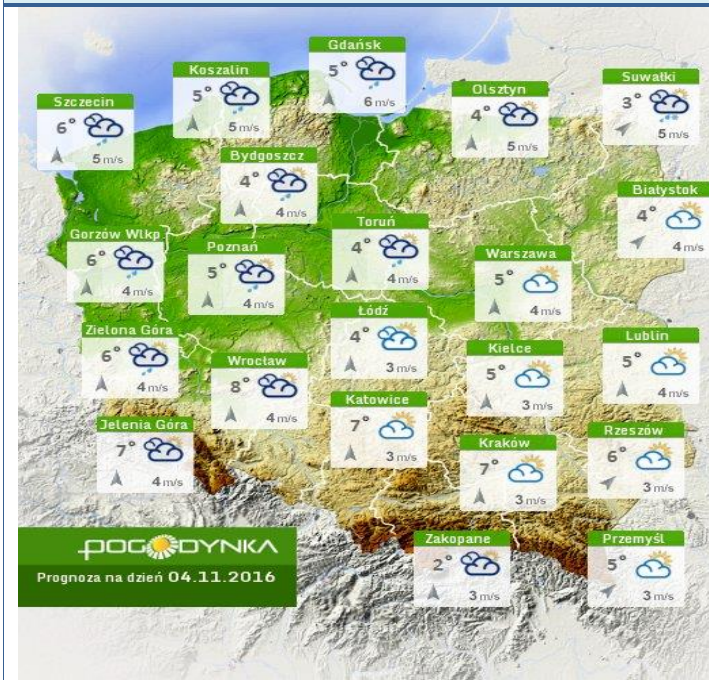 Gdańsk
5°
6 m/s
Koszalin
5°
5 m/s
Szczecin
6°
5 m/s
Olsztyn
4°
5 m/s
Suwałki
3°
5 m/s
Bydgoszcz
4°
4 m/s
Białystok
4°
4 m/s
Gorzów Wlkp
6°
4 m/s
Poznań
5°
4 m/s
Toruń
4°
4 m/s
Warszawa
5°
4 m/s
Zielona Góra
6°
4 m/s
Łódź
4°
3 m/s
Wrocław
8°
4 m/s
Kielce
5°
3 m/s
Lublin
5°
4 m/s
Katowice
7°
3 m/s
Jelenia Góra
7°
4 m/s
Kraków
7°
3 m/s
Rzeszów
6°
3 m/s
Zakopane
2°
3 m/s
Przemyśl
5°
3 m/s
POGODYNKA
Prognoza na dzień 04.11.2016